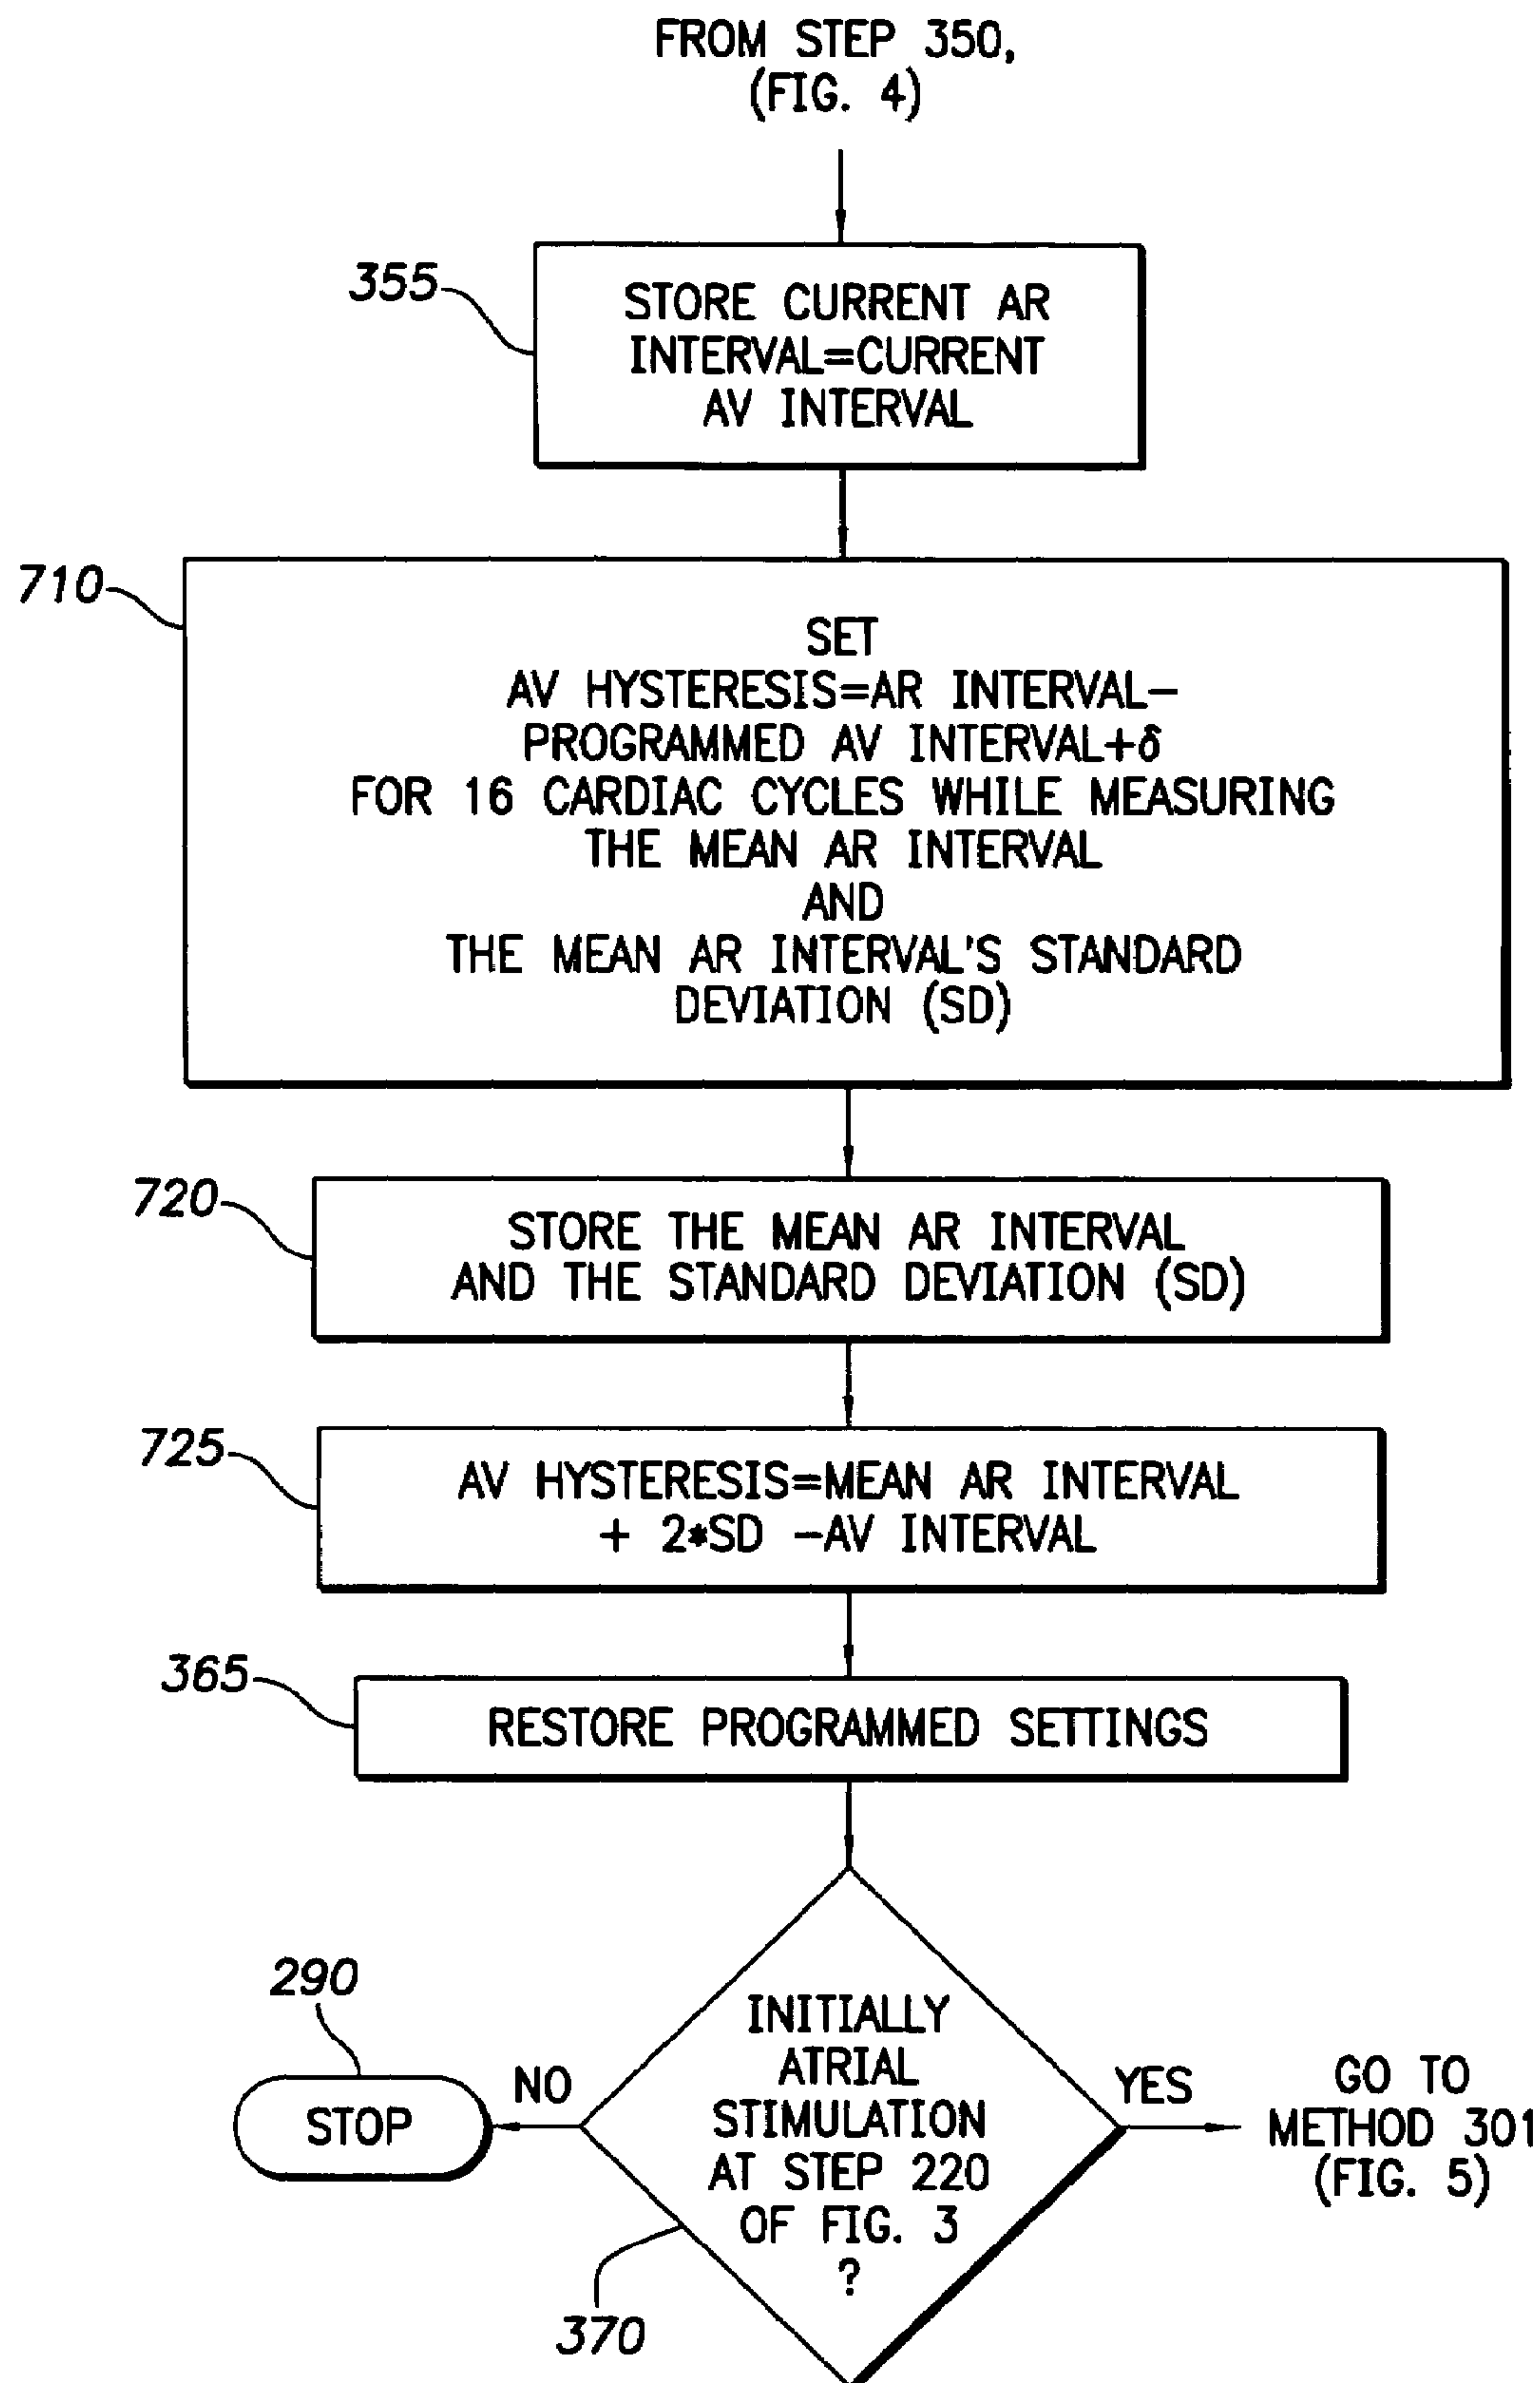 FROM STEP 350,
(FIG. 4)
355
STORE CURRENT AR
INTERVAL=CURRENT
AV INTERVAL
710
SET
AV HYSTERESIS=AR INTERVAL-
PROGRAMMED AV INTERVAL+δ
FOR 16 CARDIAC CYCLES WHILE MEASURING
THE MEAN AR INTERVAL
AND
THE MEAN AR INTERVAL'S STANDARD
DEVIATION (SD)
720
STORE THE MEAN AR INTERVAL
AND THE STANDARD DEVIATION (SD)
725
AV HYSTERESIS=MEAN AR INTERVAL
+ 2*SD -AV INTERVAL
365
RESTORE PROGRAMMED SETTINGS
290
STOP
NO
INITIALLY
ATRIAL
STIMULATION
AT STEP 220
OF FIG. 3
?
370
YES
GO TO
METHOD 301
(FIG. 5)